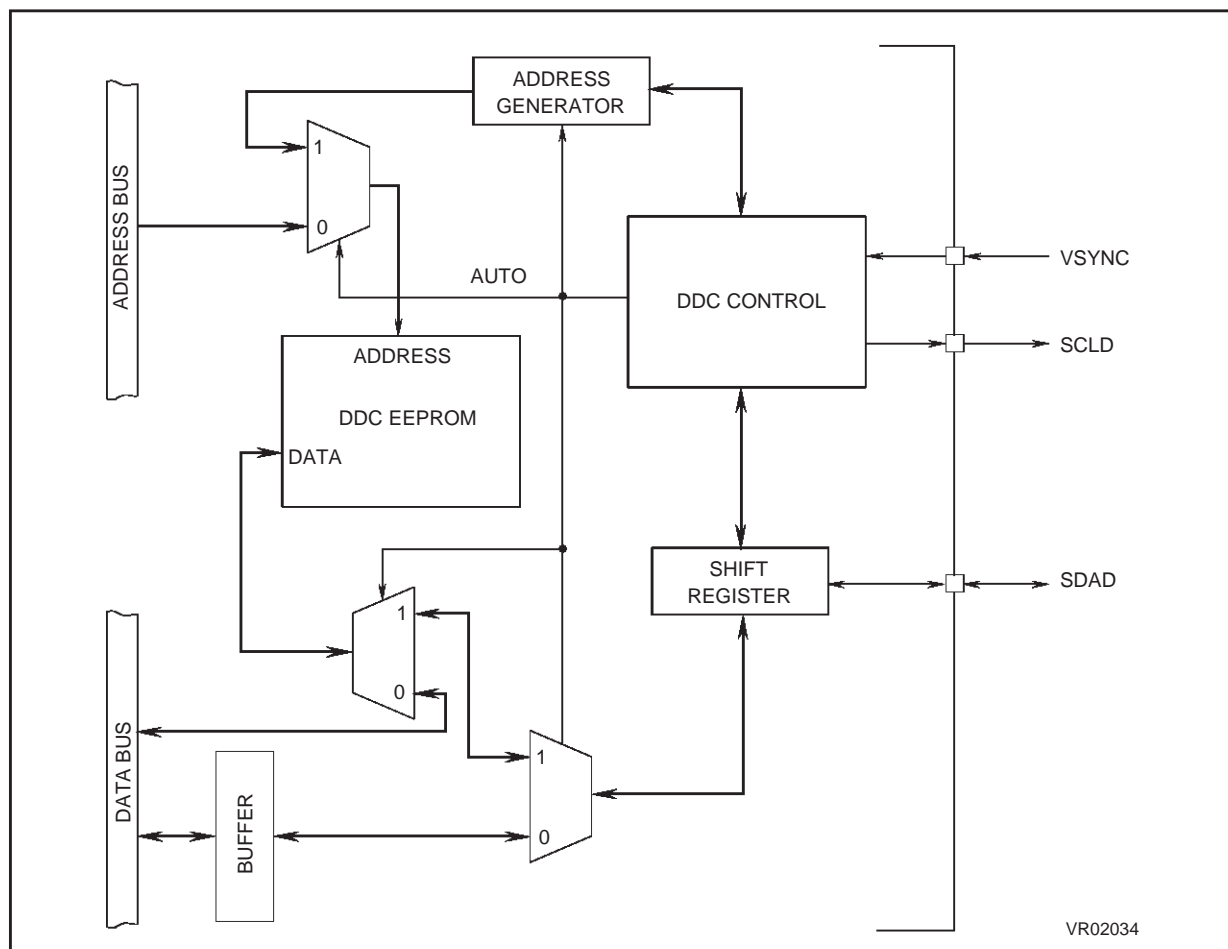 ADDRESS
GENERATOR
1
ADDRESS BUS
0
VSYNC
AUTO
DDC CONTROL
SCLD
ADDRESS
DDC EEPROM
DATA
SHIFT
REGISTER
SDAD
1
0
DATA BUS
1
BUFFER
0
VR02034